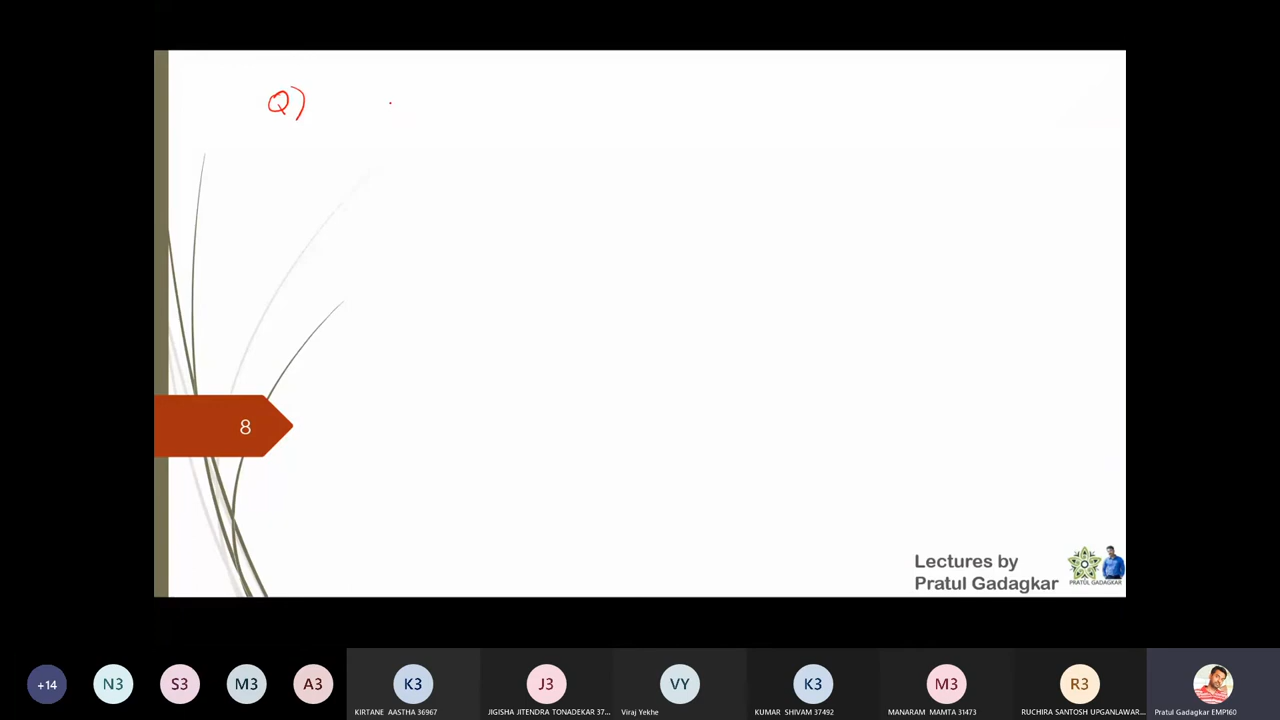 Q)
8
Lectures by
Pratul Gadagkar
PRATUL GADAGKAR
+14
N3
S3
M3
A3
K3
J3
VY
K3
M3
R3
KIRTANE AASTHA 36967
JIGISHA JITENDRA TONADEKAR 37...
Viraj Yekhe
KUMAR SHIVAM 37492
MANARAM MAMTA 31473
RUCHIRA SANTOSH UPGANLAWAR...
Pratul Gadagkar EMP160